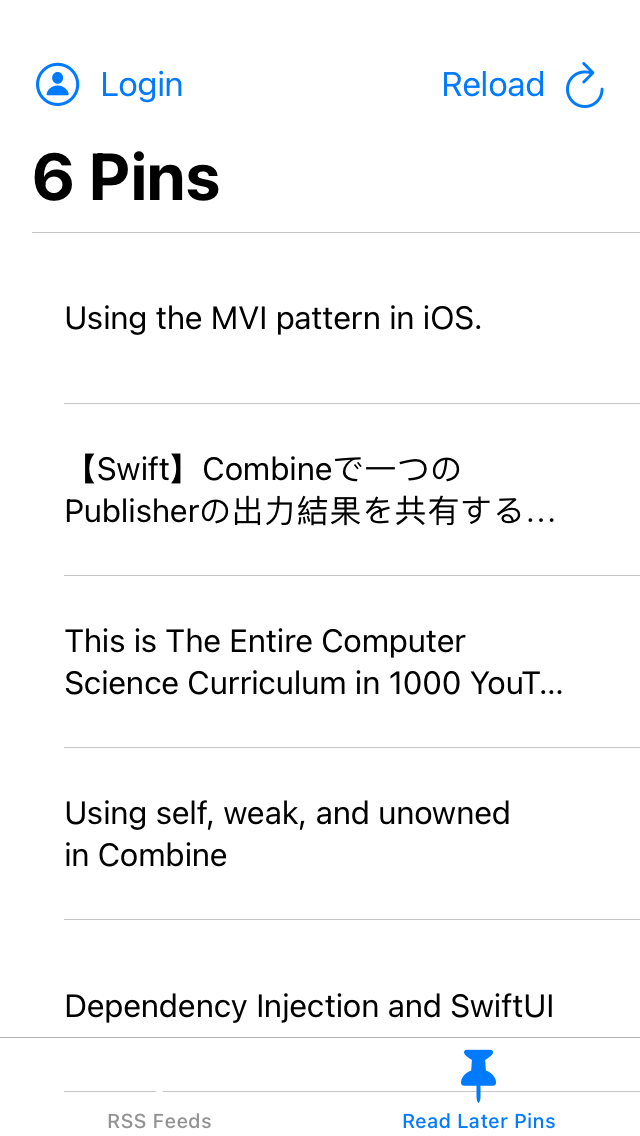 Login
Reload
6 Pins
Using the MVI pattern in iOS.
【Swift】Combineで一つの
Publisherの出力結果を共有する...
This is The Entire Computer
Science Curriculum in 1000 YouT...
Using self, weak, and unowned
in Combine
Dependency Injection and SwiftUI
RSS Feeds
Read Later Pins